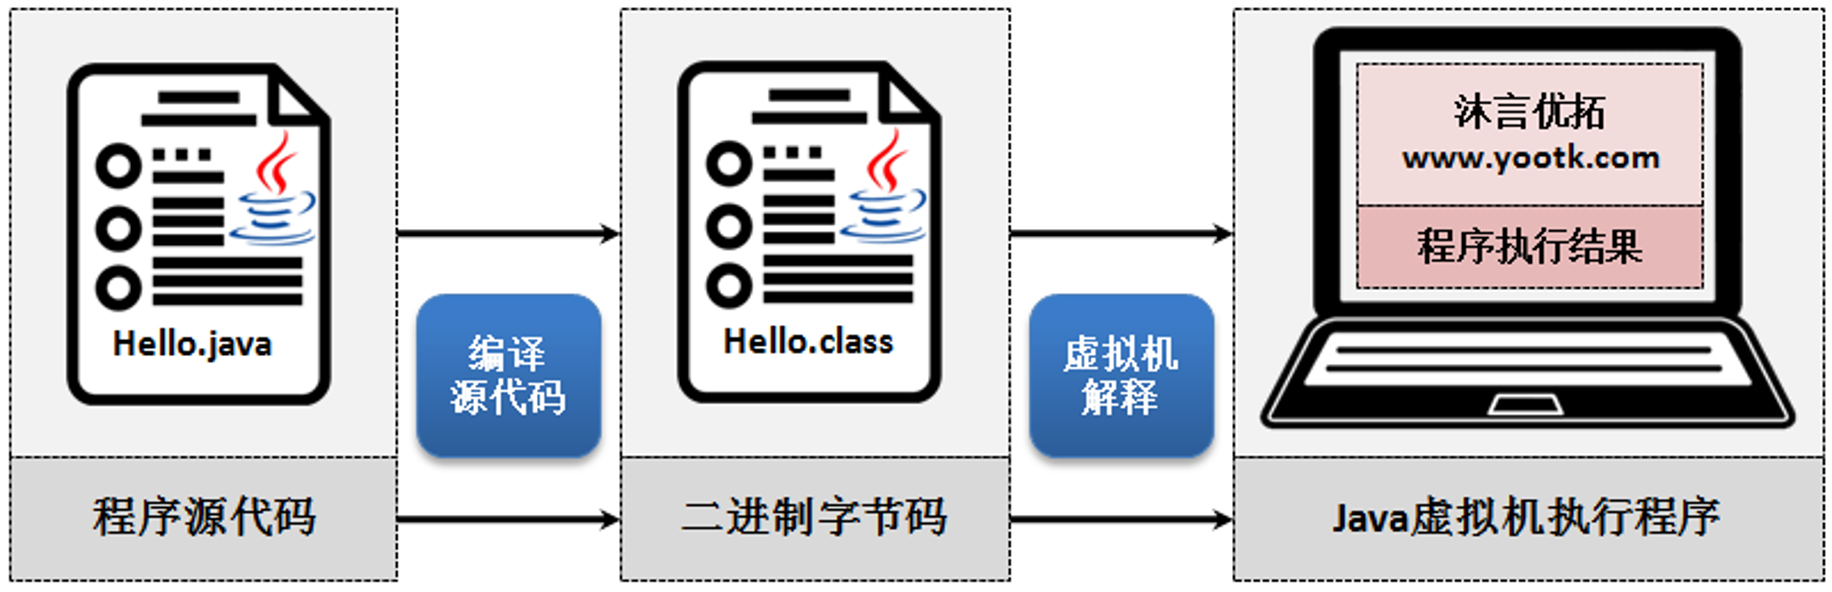 Hello.java
程序源代码
编译
源代码
Hello.class
二进制字节码
虚拟机
解释
沐言优拓
www.yootk.com
程序执行结果
Java虚拟机执行程序